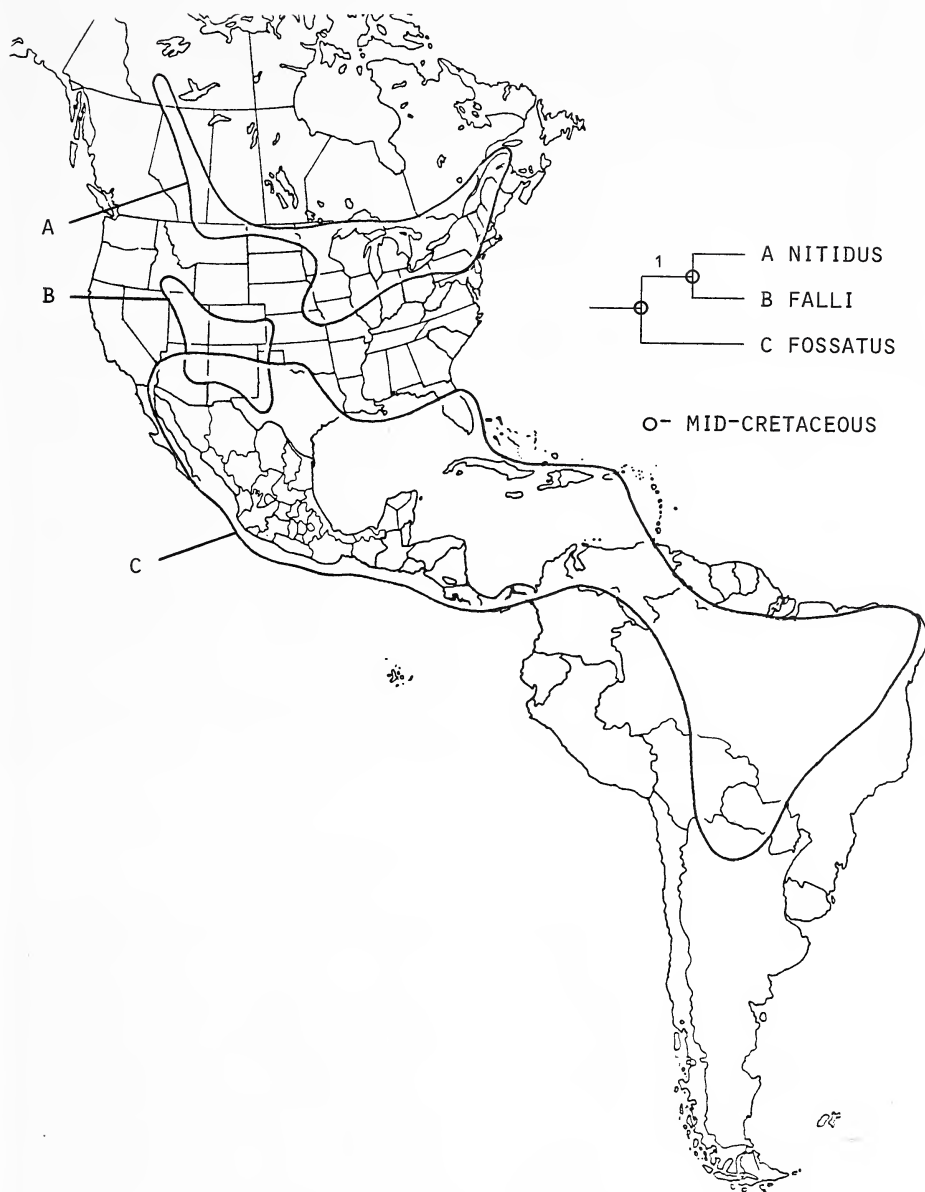 A
B
C
1
A NITIDUS
B FALLI
C FOSSATUS
O- MID-CRETACEOUS